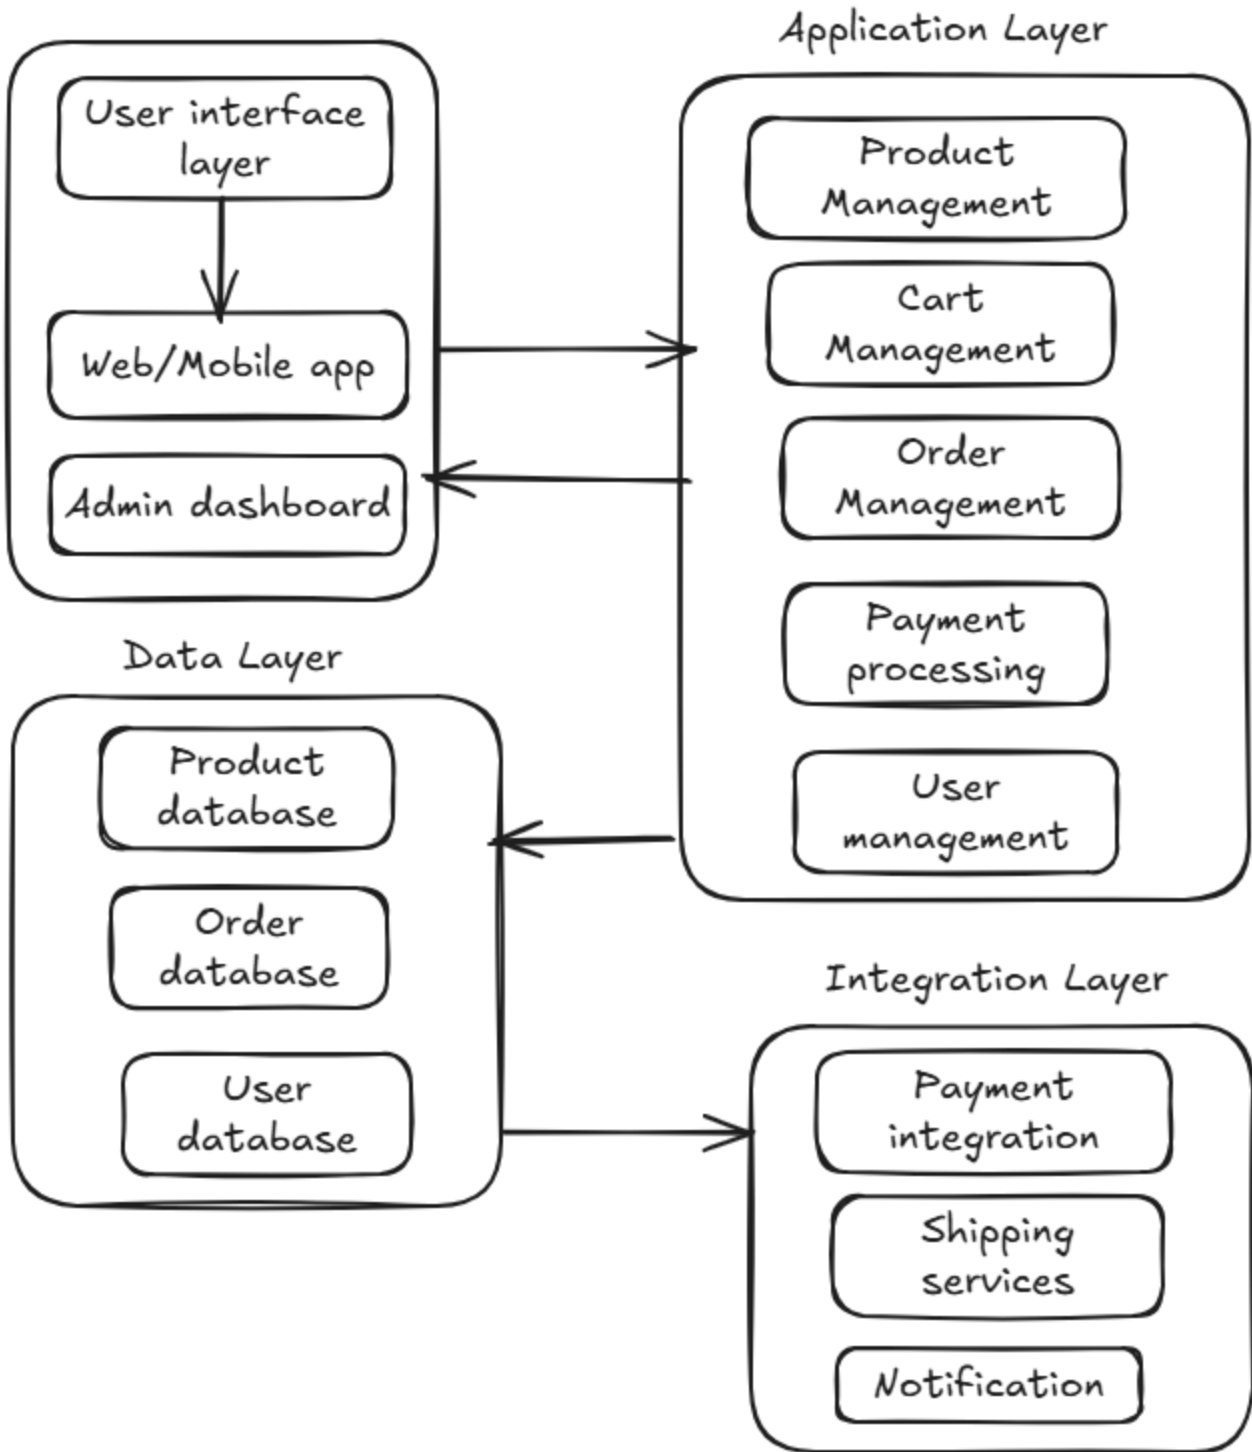 User interface
layer
Web/Mobile app
Admin dashboard
Application Layer
Product
Management
Cart
Management
Order
Management
Payment
processing
User
management
Data Layer
Product
database
Order
database
User
database
Integration Layer
Payment
integration
Shipping
services
Notification